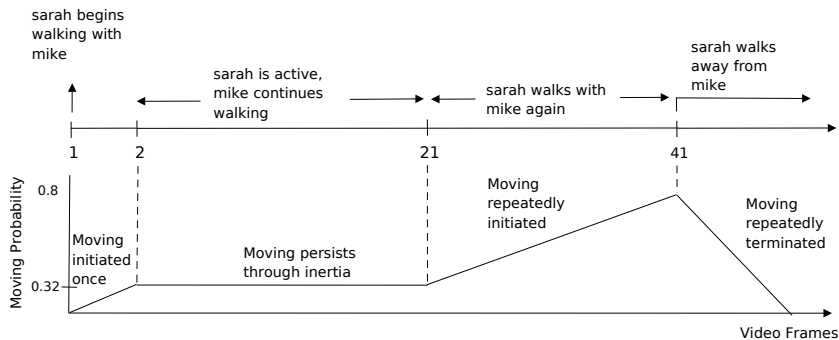 sarah begins
walking with
mike
sarah is active,
mike continues
walking
sarah walks with
mike again
sarah walks
away from
mike
1
2
21
41
Moving Probability
0.8
0.32
Moving
initiated
once
Moving persists
through inertia
Moving
repeatedly
initiated
Moving
repeatedly
terminated
Video Frames